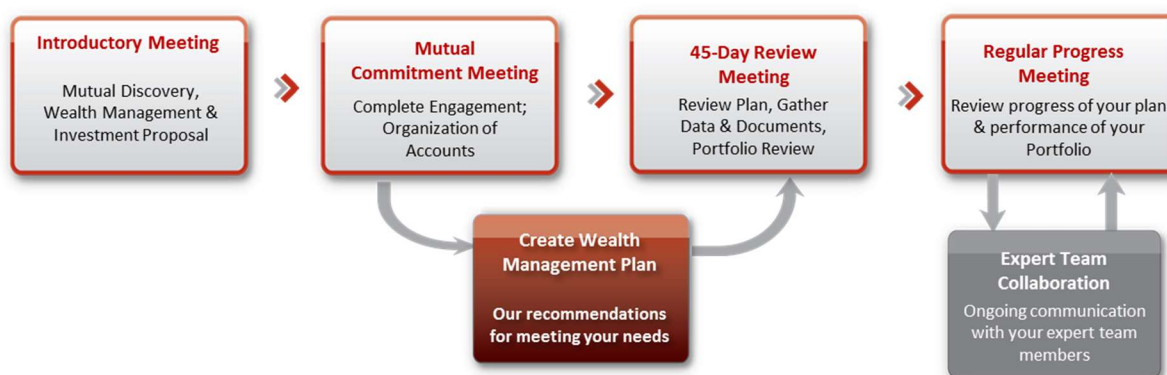 Introductory Meeting
Mutual Discovery,
Wealth Management &
Investment Proposal
Mutual
Commitment Meeting
Complete Engagement;
Organization of
Accounts
45-Day Review
Meeting
Review Plan, Gather
Data & Documents,
Portfolio Review
Regular Progress
Meeting
Review progress of your plan
& performance of your
Portfolio
Create Wealth
Management Plan
Our recommendations
for meeting your needs
Expert Team
Collaboration
Ongoing communication
with your expert team
members